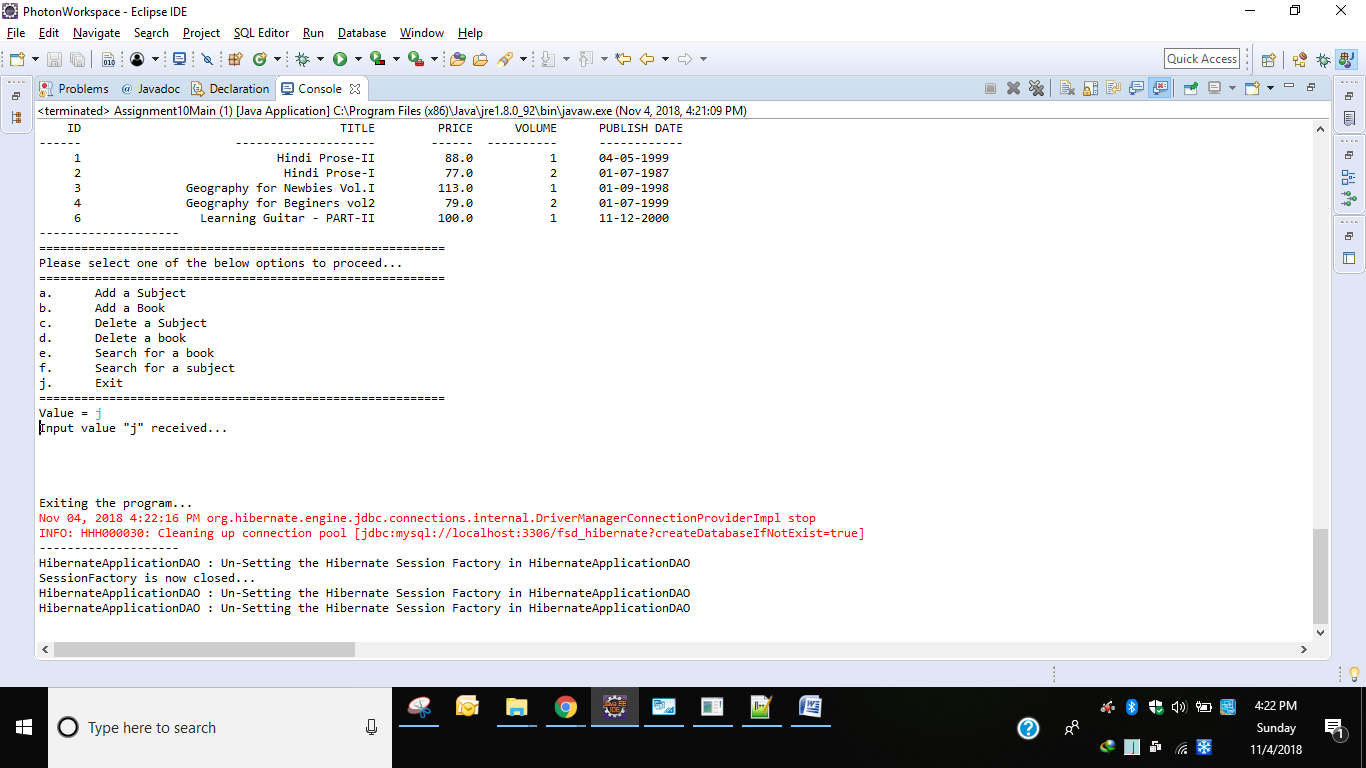 PhotonWorkspace - Eclipse IDE
File Edit Navigate Search Project Run SQL Editor Database Window Help
Quick Access
Problems @ Javadoc Declaration Console
<terminated> Assignment10Main (1) [Java Application] C:\Program Files (x86)\Java\jre1.8.0_92\bin\javaw.exe (Nov 4, 2018, 4:21:09 PM)
ID TITLE PRICE VOLUME PUBLISH DATE
------ -------------------- ------ ---------- ------------
1 Hindi Prose-II 88.0 1 04-05-1999
2 Hindi Prose-I 77.0 2 01-07-1987
3 Geography for Newbies Vol.I 113.0 1 01-09-1998
4 Geography for Beginers vol2 79.0 2 01-07-1999
6 Learning Guitar - PART-II 100.0 1 11-12-2000
--------------------
==========================================================
Please select one of the below options to proceed...
==========================================================
a. Add a Subject
b. Add a Book
c. Delete a Subject
d. Delete a book
e. Search for a book
f. Search for a subject
j. Exit
==========================================================
Value = j
Input value "j" received...
Exiting the program...
Nov 04, 2018 4:22:16 PM org.hibernate.engine.jdbc.connections.internal.DriverManagerConnectionProviderImpl stop
INFO: HHH000030: Cleaning up connection pool [jdbc:mysql://localhost:3306/fsd_hibernate?createDatabaseIfNotExist=true]
--------------------
HibernateApplicationDAO : Un-Setting the Hibernate Session Factory in HibernateApplicationDAO
SessionFactory is now closed...
HibernateApplicationDAO : Un-Setting the Hibernate Session Factory in HibernateApplicationDAO
HibernateApplicationDAO : Un-Setting the Hibernate Session Factory in HibernateApplicationDAO
Type here to search
4:22 PM
Sunday
11/4/2018
1